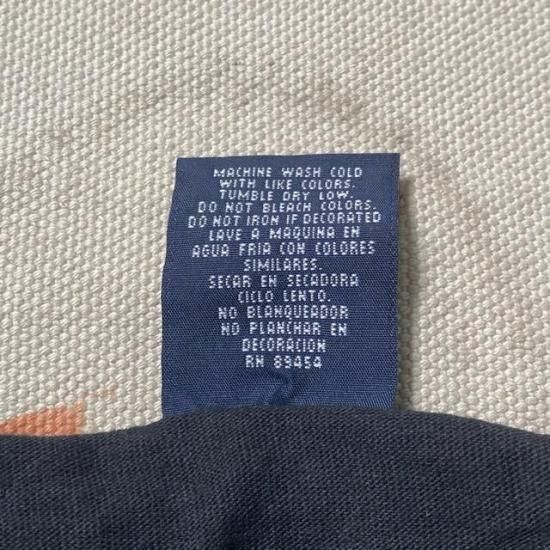 MACHINE WASH COLD
WITH LIKE COLORS.
TUMBLE DRY LOW.
DO NOT BLEACH COLORS.
DO NOT IRON IF DECORATED
LAVE A MAQUINA EN
AGUA FRIA CON COLORES
SIMILARES.
SECAR EN SECADORA
CICLO LENTO.
NO BLANQUEADOR
NO PLANCHAR EN
DECORACION
RN 89454